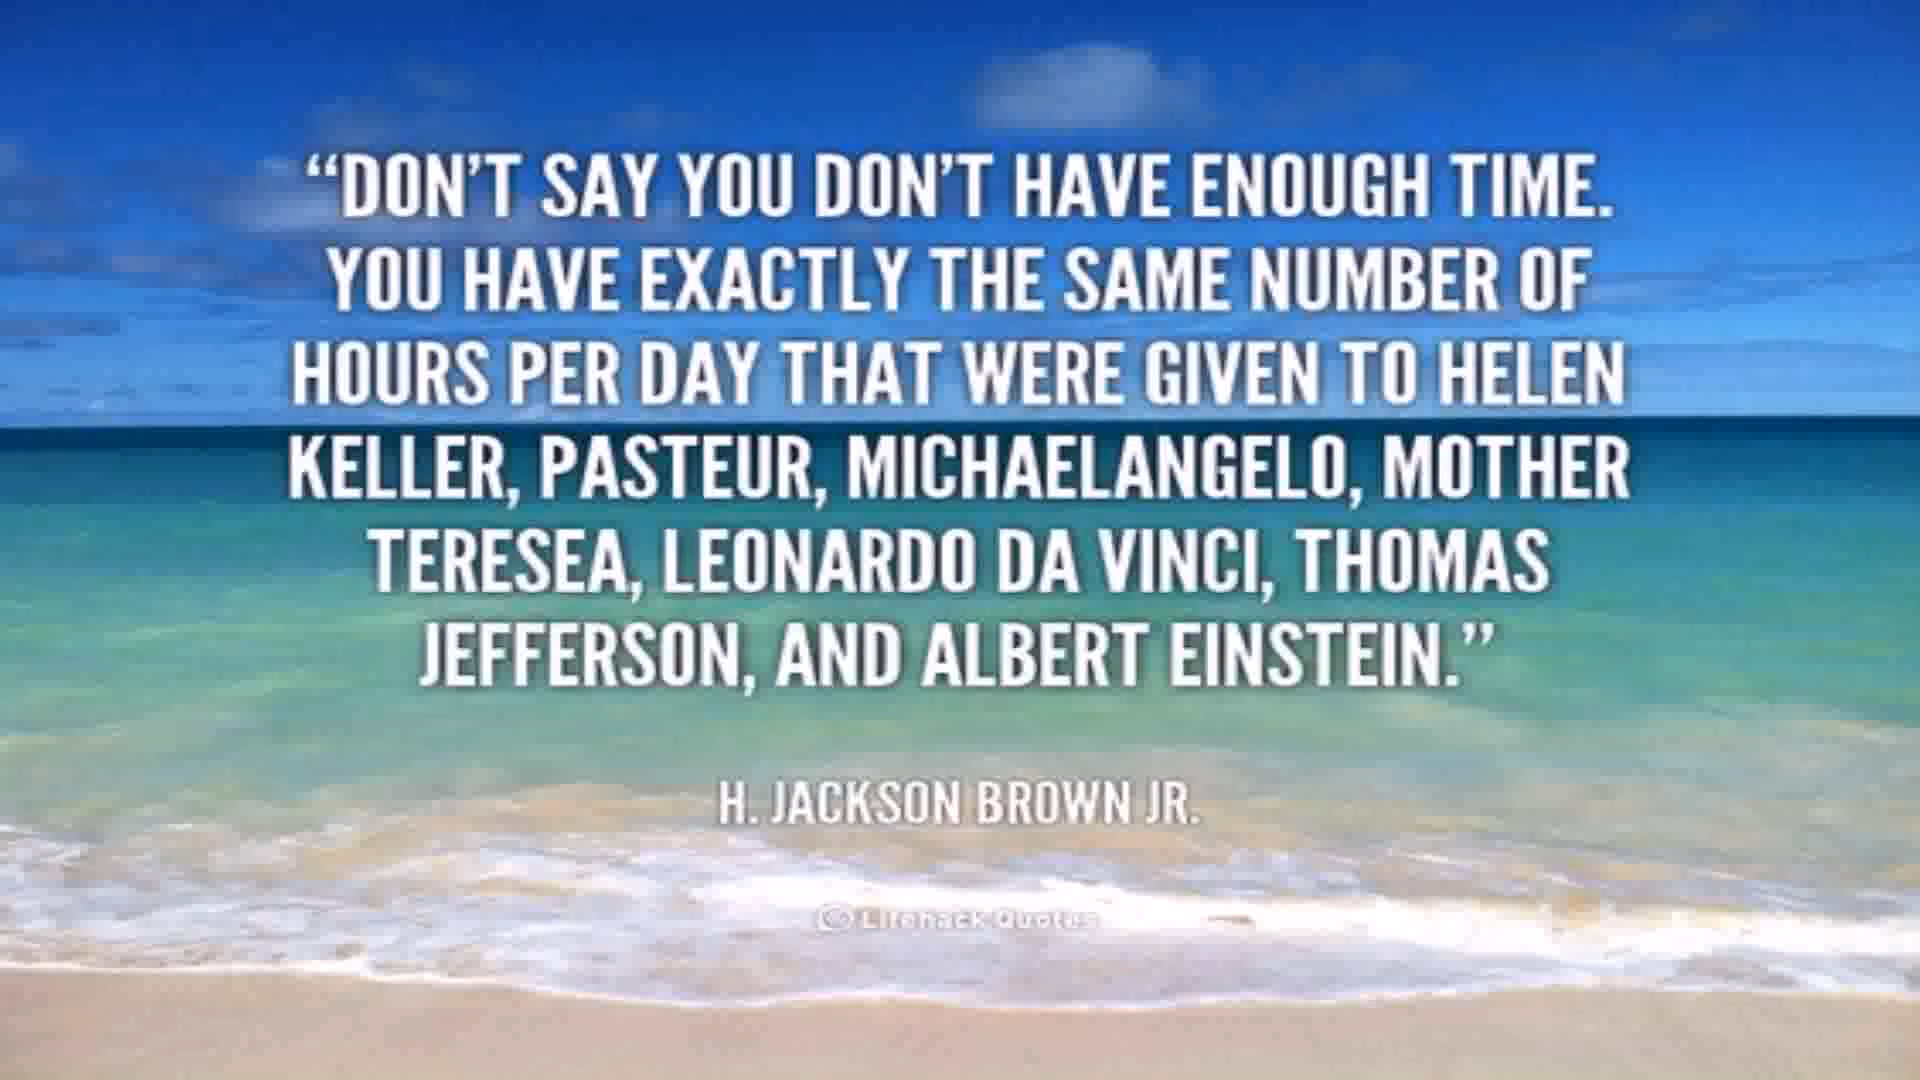 “DON’T SAY YOU DON’T HAVE ENOUGH TIME.
YOU HAVE EXACTLY THE SAME NUMBER OF
HOURS PER DAY THAT WERE GIVEN TO HELEN
KELLER, PASTEUR, MICHAELANGELO, MOTHER
TERESEA, LEONARDO DA VINCI, THOMAS
JEFFERSON, AND ALBERT EINSTEIN.”
H. JACKSON BROWN JR.
Lifehack Quotes